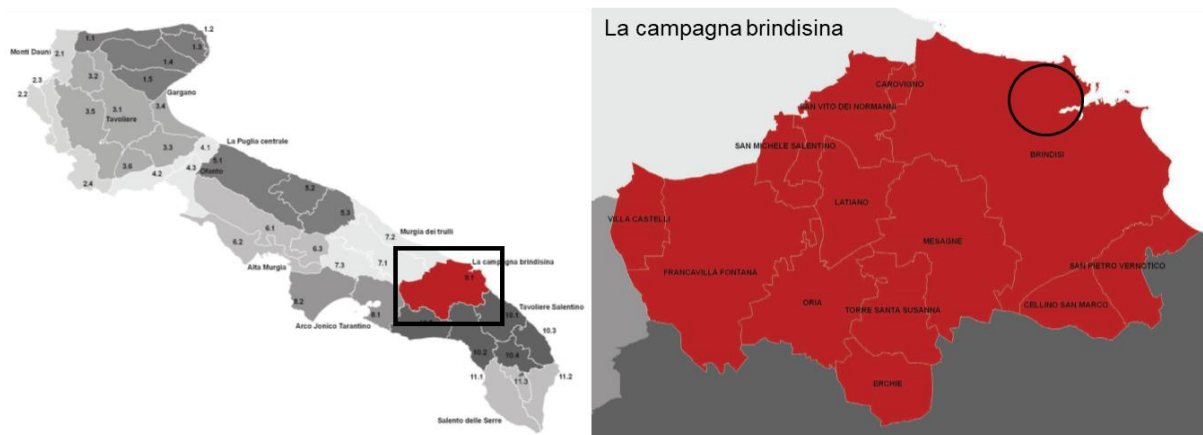 1.2
1.1
1.3
Monti Dauni
2.1
1.4
3.2
1.5
2.3
2.2
Gargano
3.1
3.4
3.5
Tavoliere
La Puglia centrale
3.3
4.1
5.1
4.3
Ofanto
3.6
4.2
2.4
5.2
5.3
Murgia dei trulli
7.2
6.1
6.2
6.3
7.1
La campagna brindisina
9.1
Alta Murgia
7.3
8.2
Tavoliere Salentino
10.1
8.1
Arco Jonico Tarantino
10.3
10.2
10.4
11.1
11.2
11.3
Salento delle Serre
La campagna brindisina
CAROVIGNO
SAN VITO DEI NORMANNI
SAN MICHELE SALENTINO
BRINDISI
LATIANO
VILLA CASTELLI
MESAGNE
FRANCAVILLA FONTANA
SAN PIETRO VERNOTICO
ORIA
TORRE SANTA SUSANNA
CELLINO SAN MARCO
ERCHIE